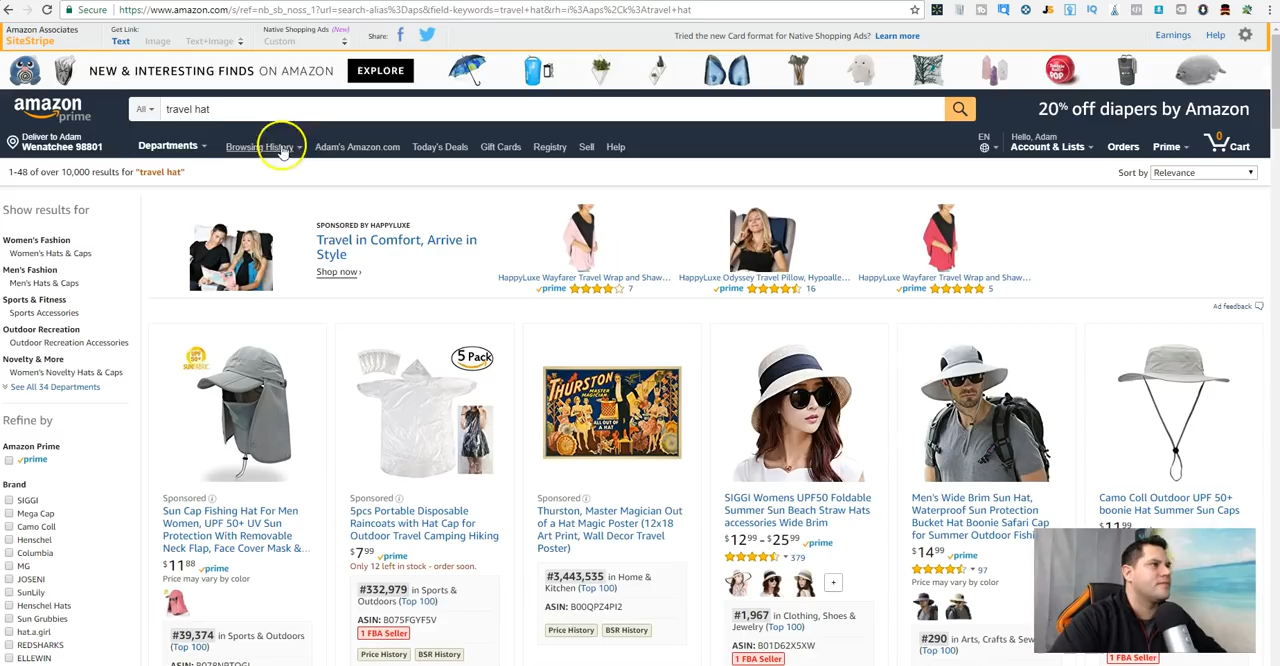 Secure
https://www.amazon.com/s/ref=nb_sb_noss_1?url=search-alias%3Daps&field-keywords=travel+hat&rh=i%3Aaps%2Ck%3Atravel+hat
Amazon Associates
SiteStripe
Get Link:
Text Image Text+Image
Native Shopping Ads (New)
Custom
Share:
Tried the new Card format for Native Shopping Ads? Learn more
Earnings Help
NEW & INTERESTING FINDS ON AMAZON EXPLORE
amazon
prime
All travel hat
20% off diapers by Amazon
Deliver to Adam
Wenatchee 98801
Departments Browsing History Adam's Amazon.com Today's Deals Gift Cards Registry Sell Help
EN
Hello, Adam
Account & Lists Orders Prime 0 Cart
1-48 of over 10,000 results for "travel hat"
Sort by Relevance
Show results for
Women's Fashion
Women's Hats & Caps
Men's Fashion
Men's Hats & Caps
Sports & Fitness
Sports Accessories
Outdoor Recreation
Outdoor Recreation Accessories
Novelty & More
Women's Novelty Hats & Caps
See All 34 Departments
Refine by
Amazon Prime
prime
Brand
SIGGI
Mega Cap
Camo Coll
Henschel
Columbia
MG
JOSENI
SunLily
Henschel Hats
Sun Grubbies
hat.a.girl
REDSHARKS
ELLEWIN
SPONSORED BY HAPPYLUXE
Travel in Comfort, Arrive in
Style
Shop now ›
HappyLuxe Wayfarer Travel Wrap and Shaw...
prime 7
HappyLuxe Odyssey Travel Pillow, Hypoalle...
prime 16
HappyLuxe Wayfarer Travel Wrap and Shaw...
prime 5
Ad feedback
UPF
50+
Sponsored
Sun Cap Fishing Hat For Men
Women, UPF 50+ UV Sun
Protection With Removable
Neck Flap, Face Cover Mask &...
$11 88 prime
Price may vary by color
#39,374 in Sports & Outdoors
(Top 100)
5 Pack
Sponsored
5pcs Portable Disposable
Raincoats with Hat Cap for
Outdoor Travel Camping Hiking
$7 99 prime
Only 12 left in stock - order soon.
#332,979 in Sports &
Outdoors (Top 100)
ASIN: B075FGYF5V
1 FBA Seller
Price History BSR History
THURSTON
MASTER
MAGICIAN
ALL OUT OF
A HAT
Sponsored
Thurston, Master Magician Out
of a Hat Magic Poster (12x18
Art Print, Wall Decor Travel
Poster)
#3,443,535 in Home &
Kitchen (Top 100)
ASIN: B00QPZ4PI2
Price History BSR History
SIGGI Womens UPF50 Foldable
Summer Sun Beach Straw Hats
accessories Wide Brim
$12 99 - $25 99 prime
379
+
#1,967 in Clothing, Shoes &
Jewelry (Top 100)
ASIN: B01D62X5XW
1 FBA Seller
Men's Wide Brim Sun Hat,
Waterproof Sun Protection
Bucket Hat Boonie Safari Cap
for Summer Outdoor Fishi
$14 99 prime
97
Price may vary by color
#290 in Arts, Crafts & Sew
(Top 100)
Camo Coll Outdoor UPF 50+
boonie Hat Summer Sun Caps
1 FBA Seller